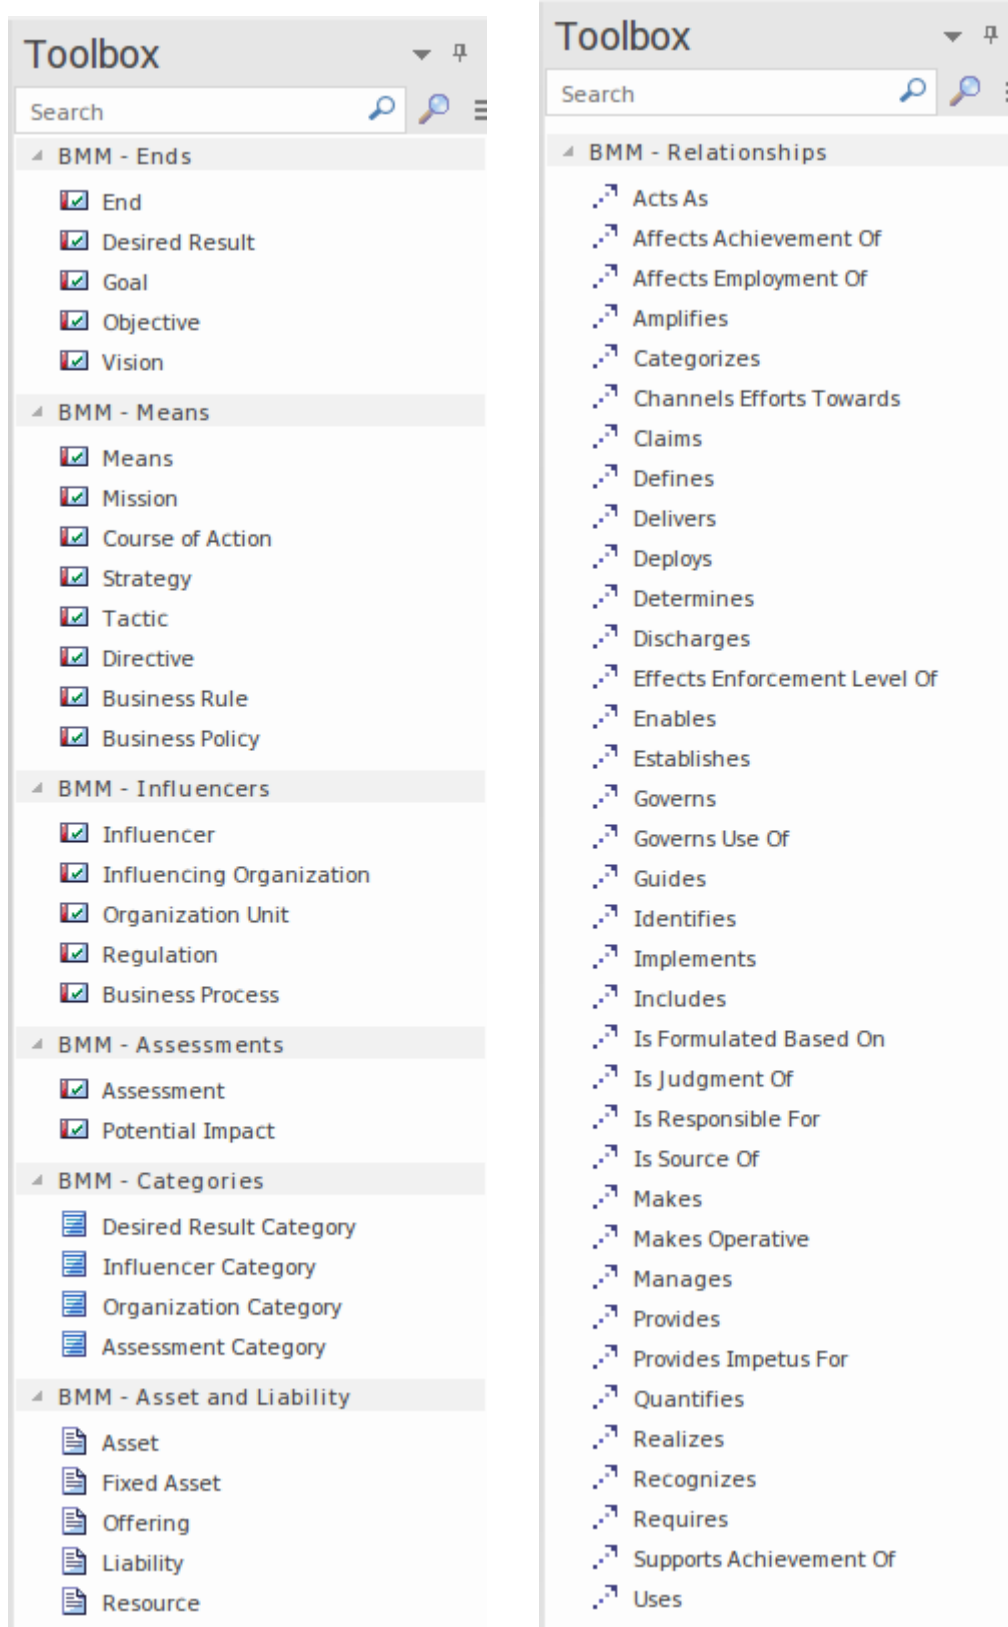 Toolbox
Search
BMM - Ends
End
Desired Result
Goal
Objective
Vision
BMM - Means
Means
Mission
Course of Action
Strategy
Tactic
Directive
Business Rule
Business Policy
BMM - Influencers
Influencer
Influencing Organization
Organization Unit
Regulation
Business Process
BMM - Assessments
Assessment
Potential Impact
BMM - Categories
Desired Result Category
Influencer Category
Organization Category
Assessment Category
BMM - Asset and Liability
Asset
Fixed Asset
Offering
Liability
Resource
Toolbox
Search
BMM - Relationships
Acts As
Affects Achievement Of
Affects Employment Of
Amplifies
Categorizes
Channels Efforts Towards
Claims
Defines
Delivers
Deploys
Determines
Discharges
Effects Enforcement Level Of
Enables
Establishes
Governs
Governs Use Of
Guides
Identifies
Implements
Includes
Is Formulated Based On
Is Judgment Of
Is Responsible For
Is Source Of
Makes
Makes Operative
Manages
Provides
Provides Impetus For
Quantifies
Realizes
Recognizes
Requires
Supports Achievement Of
Uses